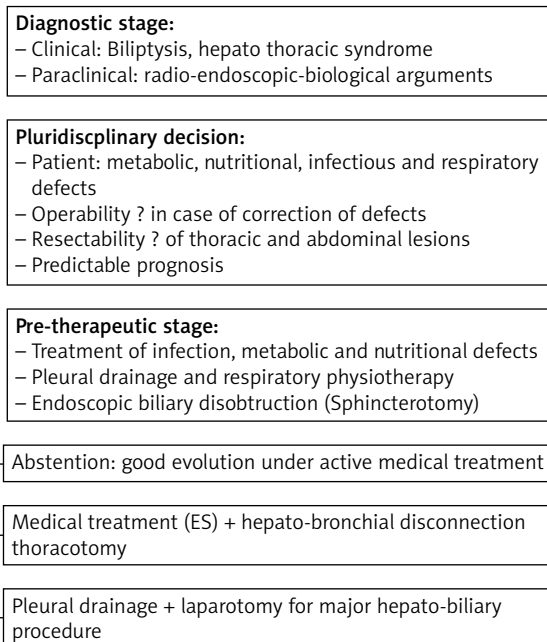 Diagnostic stage:
– Clinical: Biliptysis, hepato thoracic syndrome
– Paraclinical: radio-endoscopic-biological arguments
Pluridiscplinary decision:
– Patient: metabolic, nutritional, infectious and respiratory
defects
– Operability ? in case of correction of defects
– Resectability ? of thoracic and abdominal lesions
– Predictable prognosis
Pre-therapeutic stage:
– Treatment of infection, metabolic and nutritional defects
– Pleural drainage and respiratory physiotherapy
– Endoscopic biliary disobtruction (Sphincterotomy)
Abstention: good evolution under active medical treatment
Medical treatment (ES) + hepato-bronchial disconnection
thoracotomy
Pleural drainage + laparotomy for major hepato-biliary
procedure